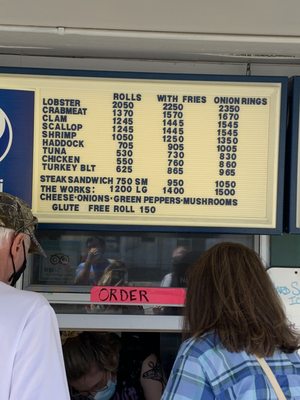 ROLLS WITH FRIES ONION RINGS
LOBSTER 2050 2250 2350
CRABMEAT 1370 1570 1670
CLAM 1245 1445 1545
SCALLOP 1245 1445 1545
SHRIMP 1045 1250 1350
HADDOCK 705 905 1005
TUNA 530 730 830
CHICKEN 550 760 860
TURKEY BLT 625 865 965
STEAK SANDWICH 750 SM 950 1050
THE WORKS: 1200 LG 1400 1500
CHEESE·ONIONS·GREEN PEPPERS·MUSHROOMS
GLUTE FREE ROLL 150
ORDER